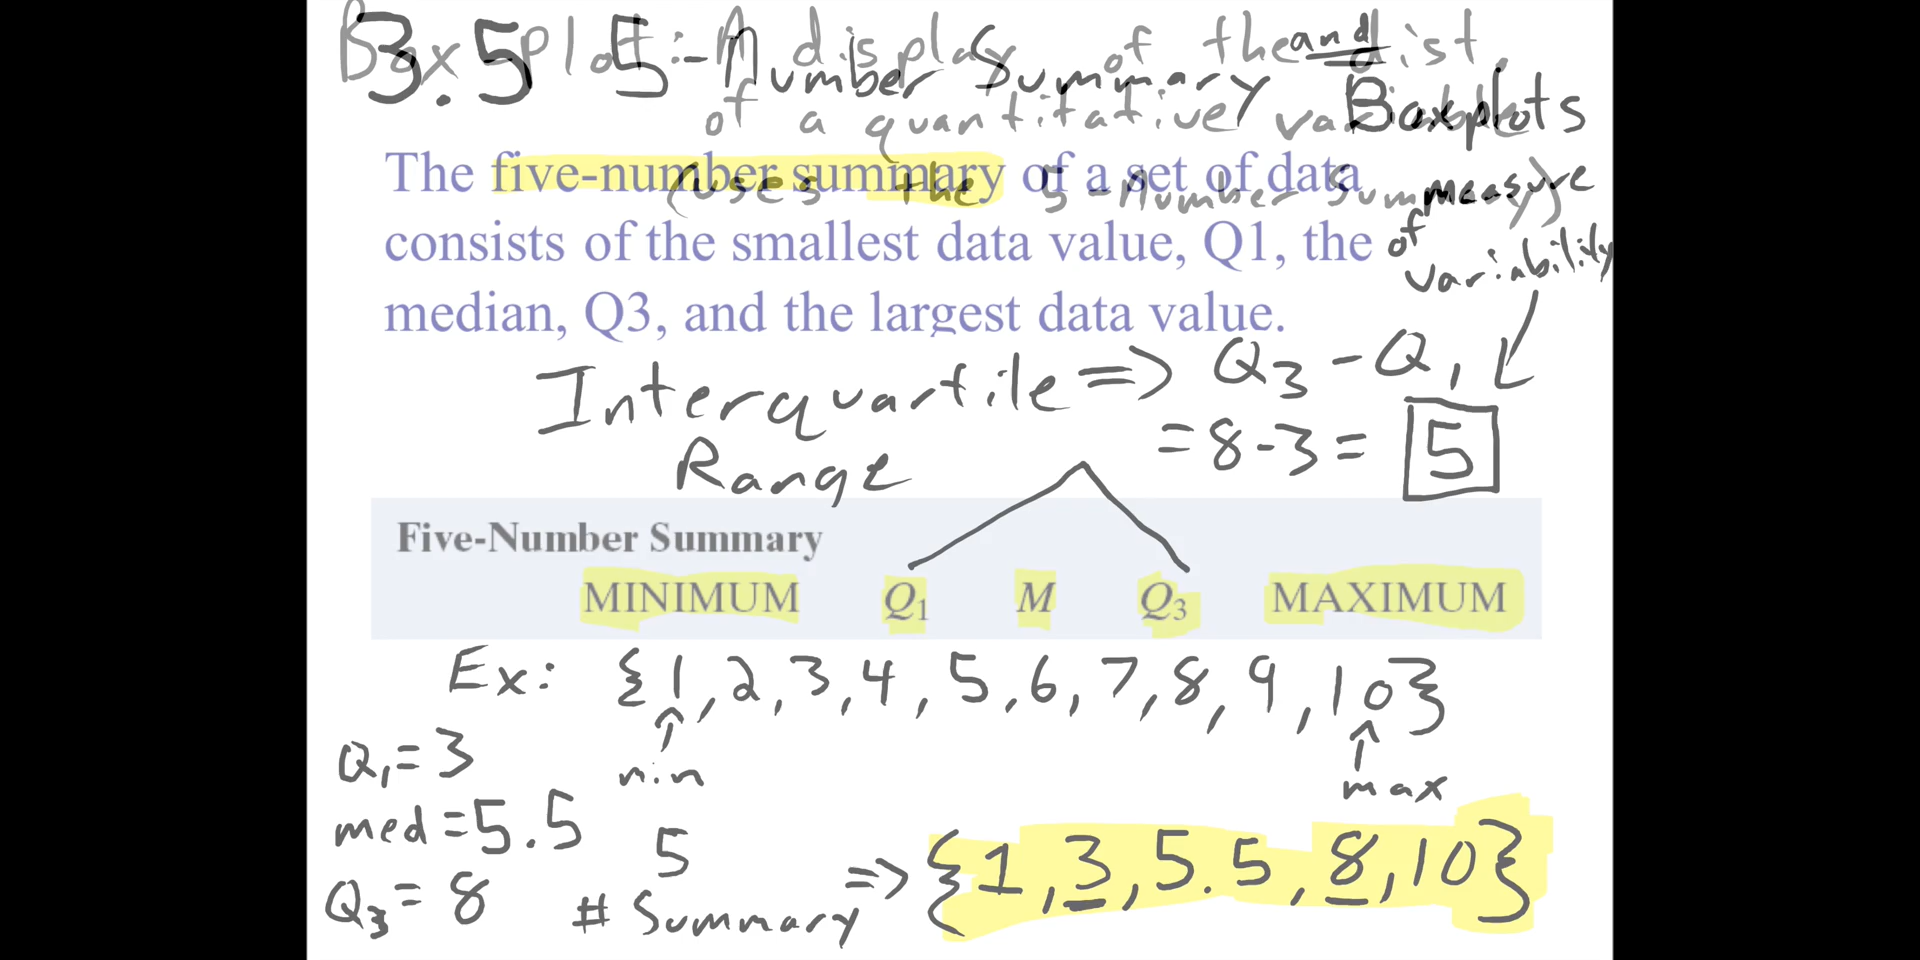 3.5 5-Number Summary and Boxplots
Box plot:- A display of the dist.
of a quantitative variable
(uses the 5-Number Summary)
The five-number summary of a set of data
consists of the smallest data value, Q1, the
median, Q3, and the largest data value.
measure
of
variability
Interquartile => Q3 - Q1
Range
= 8-3 = 5
Five-Number Summary
MINIMUM Q1 M Q3 MAXIMUM
Ex: {1, 2, 3, 4, 5, 6, 7, 8, 9, 10}
min
max
Q1 = 3
med = 5.5
Q3 = 8
5
# Summary => {1, 3, 5.5, 8, 10}